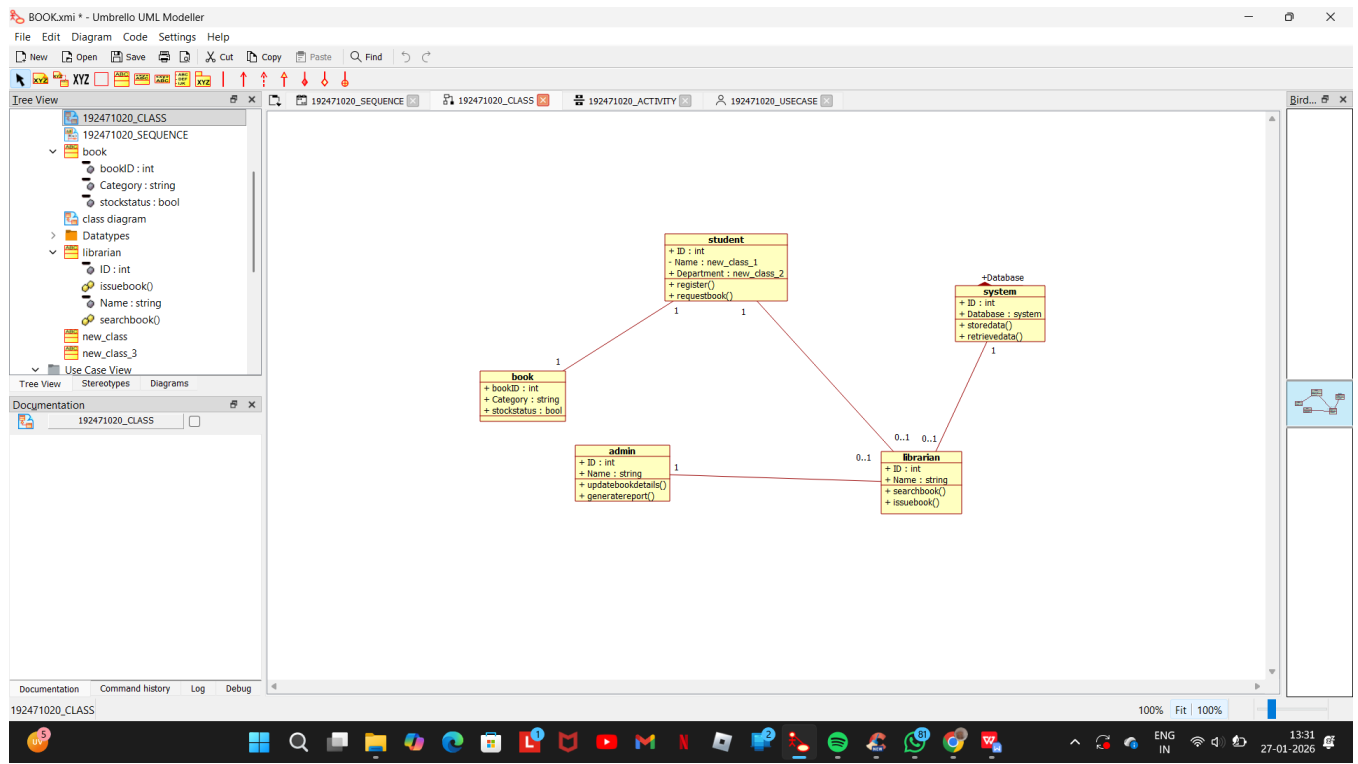 BOOK.xmi * - Umbrello UML Modeller
File Edit Diagram Code Settings Help
New Open Save Cut Copy Paste Find
XYZ
Tree View
192471020_CLASS
192471020_SEQUENCE
book
bookID : int
Category : string
stockstatus : bool
class diagram
Datatypes
librarian
ID : int
issuebook()
Name : string
searchbook()
new_class
new_class_3
Use Case View
Tree View Stereotypes Diagrams
Documentation
192471020_CLASS
Documentation Command history Log Debug
192471020_SEQUENCE 192471020_CLASS 192471020_ACTIVITY 192471020_USECASE
student
+ ID : int
- Name : new_class_1
+ Department : new_class_2
+ register()
+ requestbook()
1 1
+Database
system
+ ID : int
+ Database : system
+ storedata()
+ retrievedata()
1
1
book
+ bookID : int
+ Category : string
+ stockstatus : bool
admin
+ ID : int
+ Name : string
+ updatebookdetails()
+ generatereport()
1
0..1 0..1
0..1
librarian
+ ID : int
+ Name : string
+ searchbook()
+ issuebook()
Bird...
192471020_CLASS
100% Fit 100%
UV 5
L 1
2
81
ENG
IN
13:31
27-01-2026